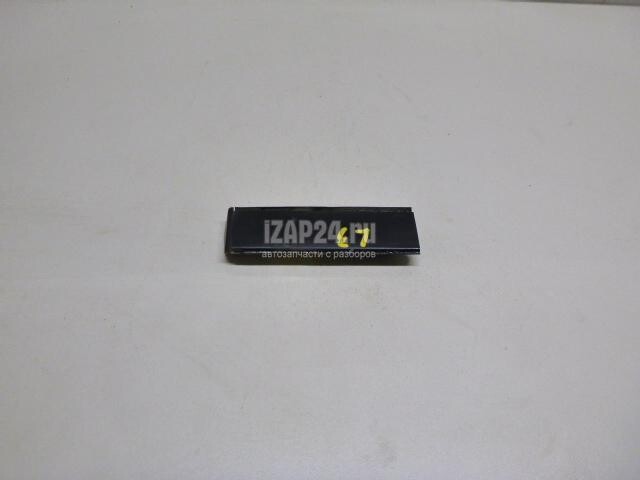 iZAP24.ru
автозапчасти с разборов